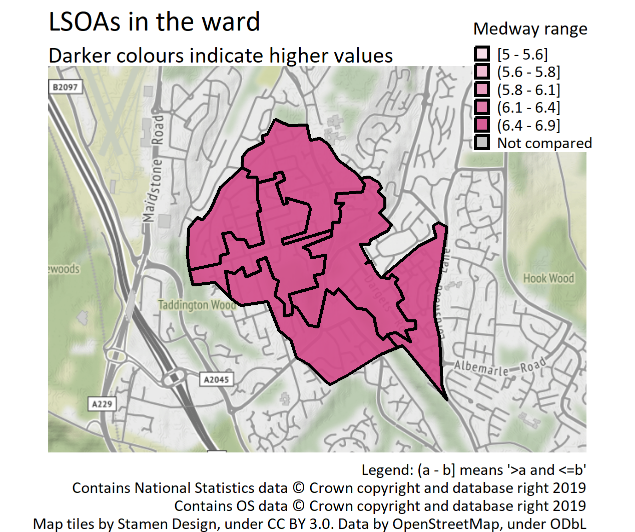 LSOAs in the ward
Darker colours indicate higher values
Medway range
[5 - 5.6]
(5.6 - 5.8]
(5.8 - 6.1]
(6.1 - 6.4]
(6.4 - 6.9]
Not compared
B2097
Maidstone Road
ewoods
Taddington Wood
Lane
Hook Wood
Albemarle Road
A2045
A229
Legend: (a - b] means '>a and <=b'
Contains National Statistics data © Crown copyright and database right 2019
Contains OS data © Crown copyright and database right 2019
Map tiles by Stamen Design, under CC BY 3.0. Data by OpenStreetMap, under ODbL